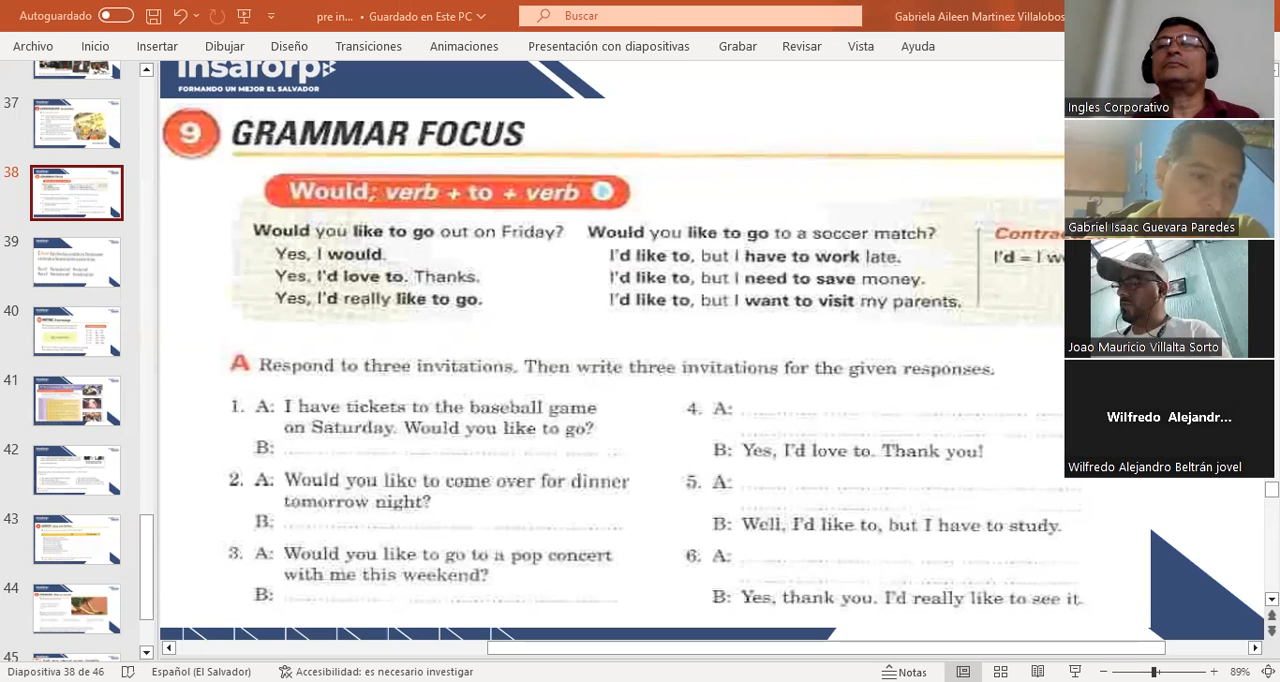 Autoguardado
pre in... • Guardado en Este PC
Buscar
Gabriela Aileen Martinez Villalobos
Archivo Inicio Insertar Dibujar Diseño Transiciones Animaciones Presentación con diapositivas Grabar Revisar Vista Ayuda
37
38
39
40
41
42
43
44
45
insaforp
FORMANDO UN MEJOR EL SALVADOR
9 GRAMMAR FOCUS
Would; verb + to + verb
Would you like to go out on Friday?
Yes, I would.
Yes, I'd love to. Thanks.
Yes, I'd really like to go.
Would you like to go to a soccer match?
I'd like to, but I have to work late.
I'd like to, but I need to save money.
I'd like to, but I want to visit my parents.
Contrac
I'd = I w
A Respond to three invitations. Then write three invitations for the given responses.
1. A: I have tickets to the baseball game
on Saturday. Would you like to go?
B:
2. A: Would you like to come over for dinner
tomorrow night?
B:
3. A: Would you like to go to a pop concert
with me this weekend?
B:
4. A:
B: Yes, I'd love to. Thank you!
5. A:
B: Well, I'd like to, but I have to study.
6. A:
B: Yes, thank you. I'd really like to see it.
Ingles Corporativo
Gabriel Isaac Guevara Paredes
Joao Mauricio Villalta Sorto
Wilfredo Alejandr...
Wilfredo Alejandro Beltrán jovel
Diapositiva 38 de 46
Español (El Salvador)
Accesibilidad: es necesario investigar
Notas
89%